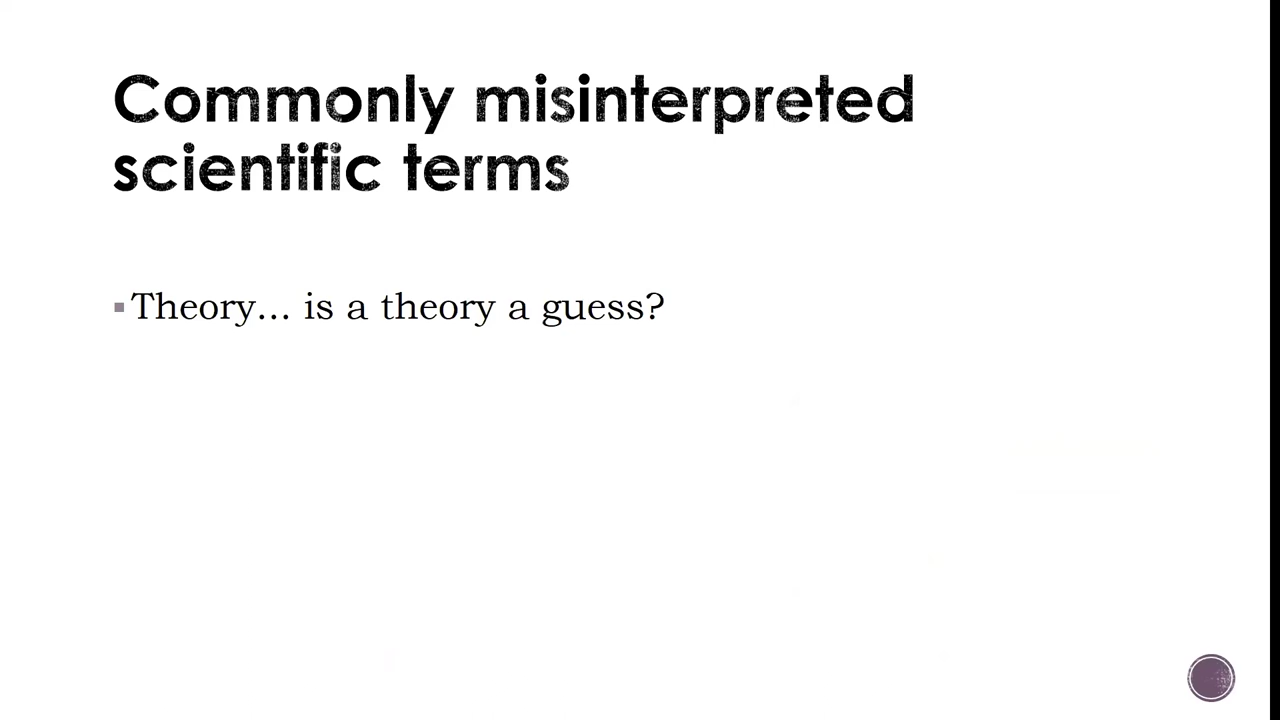 Commonly misinterpreted
scientific terms
▪Theory... is a theory a guess?